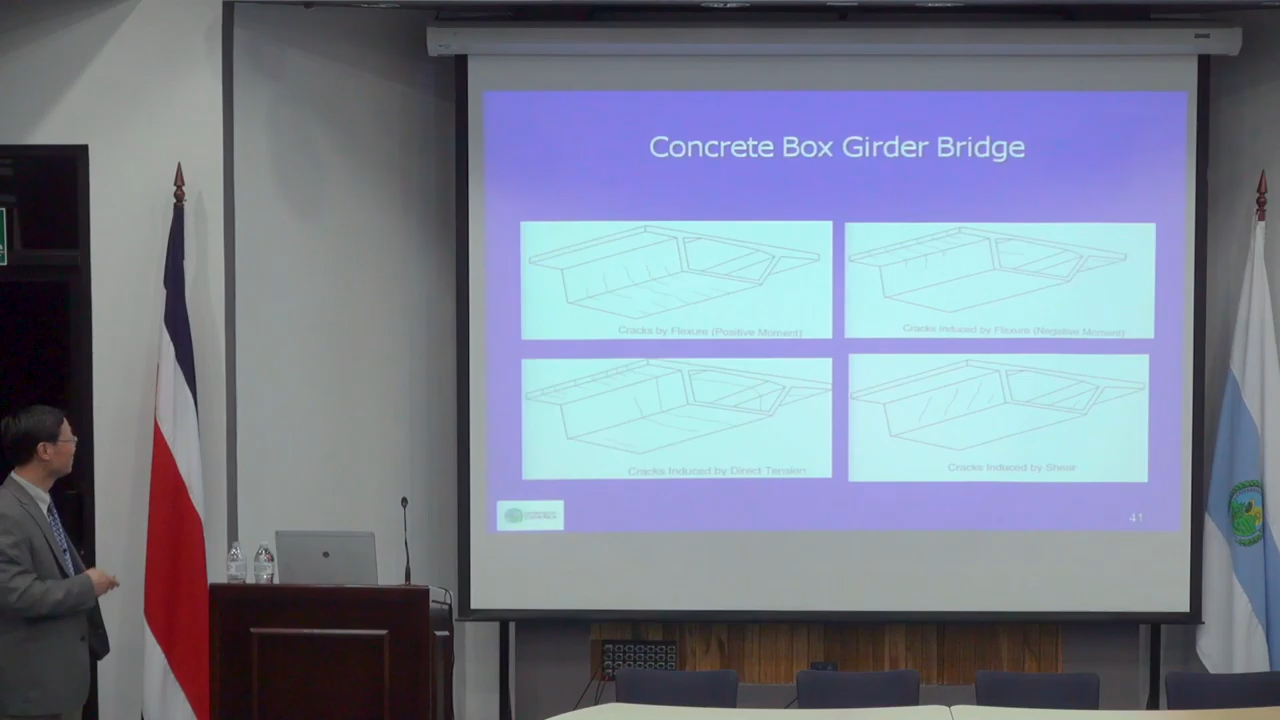 Concrete Box Girder Bridge
Cracks by Flexure (Positive Moment)
Cracks Induced by Flexure (Negative Moment)
Cracks Induced by Direct Tension
Cracks Induced by Shear
41